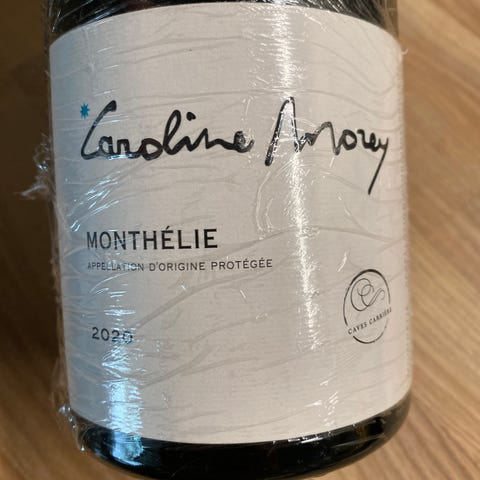 Caroline Morey
MONTHÉLIE
APPELLATION D'ORIGINE PROTÉGÉE
2020
CAVES CARRIÈRE